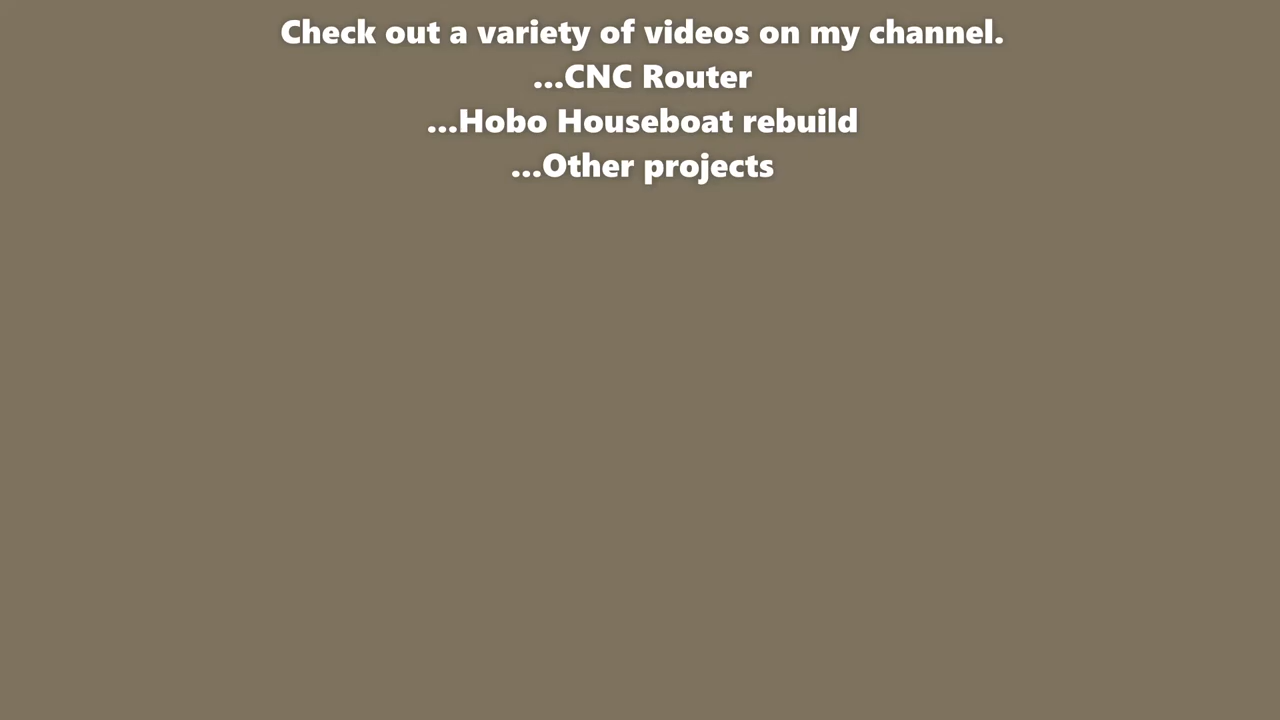 Check out a variety of videos on my channel.
...CNC Router
...Hobo Houseboat rebuild
...Other projects